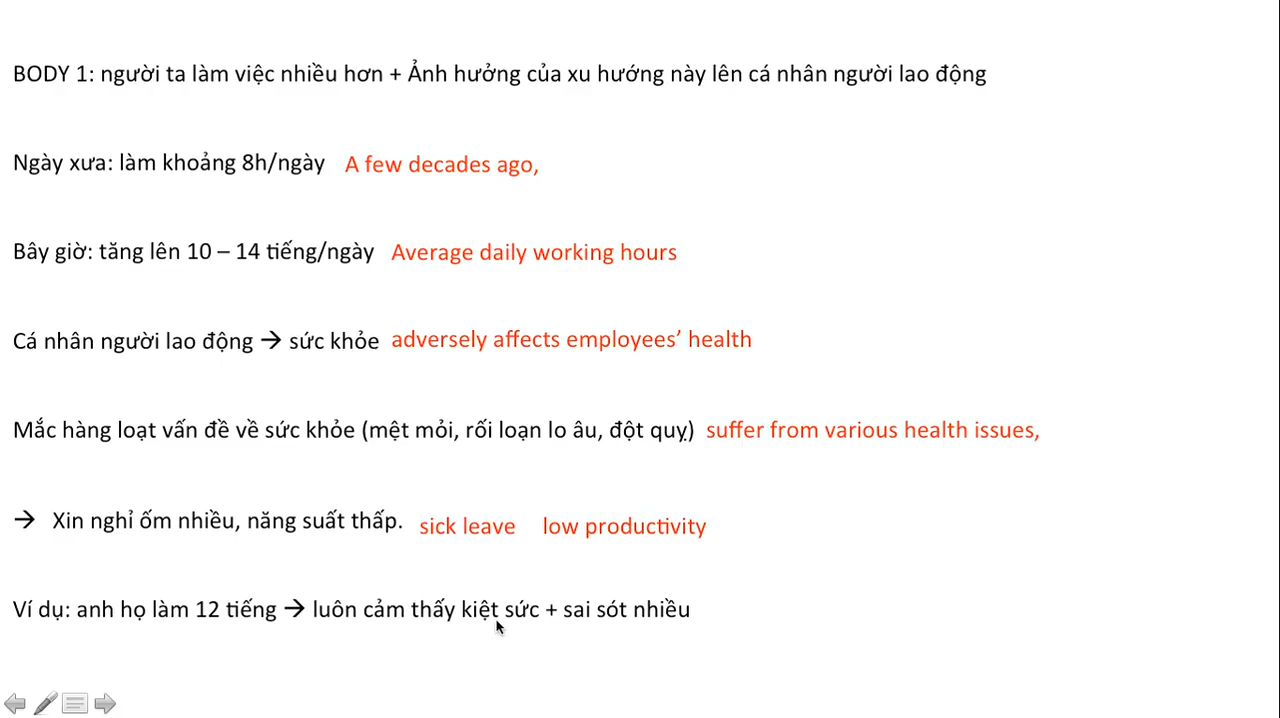 BODY 1: người ta làm việc nhiều hơn + Ảnh hưởng của xu hướng này lên cá nhân người lao động
Ngày xưa: làm khoảng 8h/ngày A few decades ago,
Bây giờ: tăng lên 10 – 14 tiếng/ngày Average daily working hours
Cá nhân người lao động → sức khỏe adversely affects employees’ health
Mắc hàng loạt vấn đề về sức khỏe (mệt mỏi, rối loạn lo âu, đột quỵ) suffer from various health issues,
→ Xin nghỉ ốm nhiều, năng suất thấp. sick leave low productivity
Ví dụ: anh họ làm 12 tiếng → luôn cảm thấy kiệt sức + sai sót nhiều